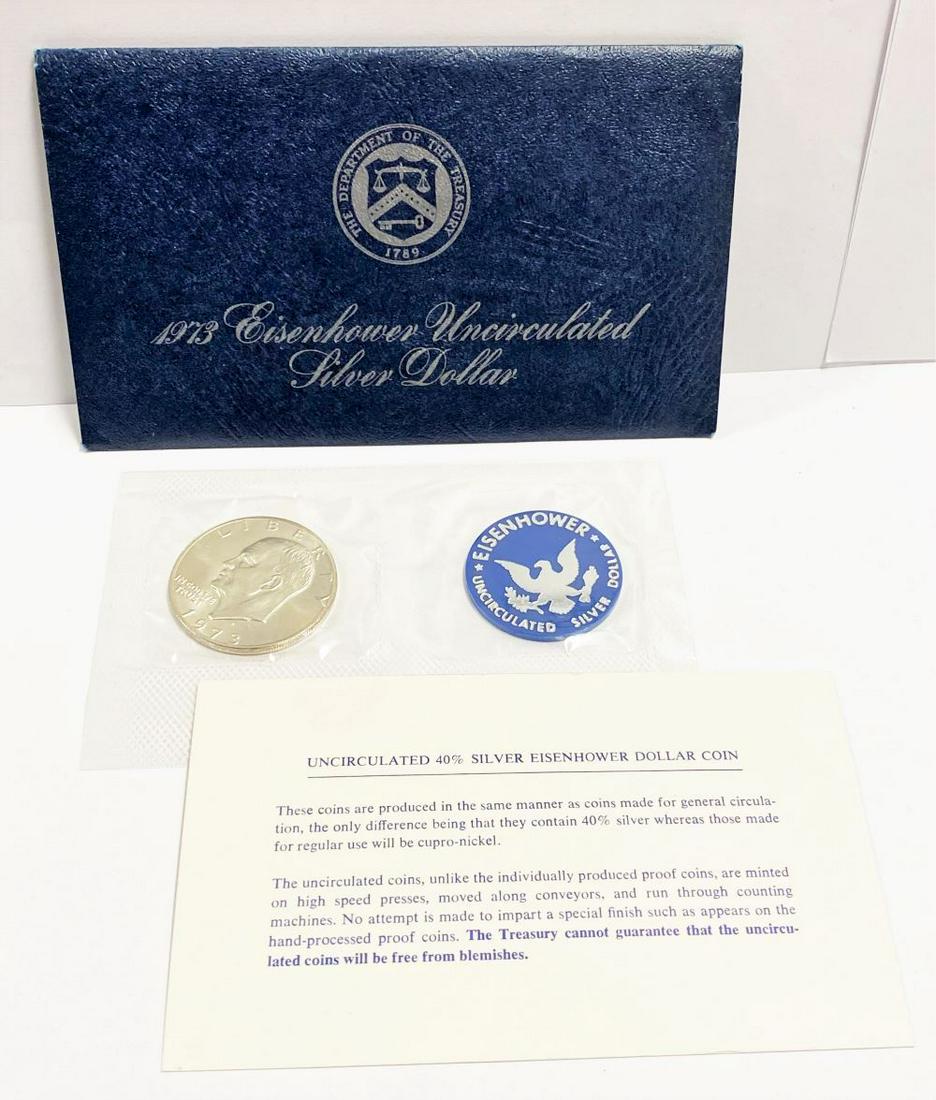 THE DEPARTMENT OF THE TREASURY
1789
1973 Eisenhower Uncirculated
Silver Dollar
LIBERTY
IN GOD WE
TRUST
1973
EISENHOWER
UNCIRCULATED SILVER DOLLAR
UNCIRCULATED 40% SILVER EISENHOWER DOLLAR COIN
These coins are produced in the same manner as coins made for general circula-
tion, the only difference being that they contain 40% silver whereas those made
for regular use will be cupro-nickel.
The uncirculated coins, unlike the individually produced proof coins, are minted
on high speed presses, moved along conveyors, and run through counting
machines. No attempt is made to impart a special finish such as appears on the
hand-processed proof coins. The Treasury cannot guarantee that the uncircu-
lated coins will be free from blemishes.